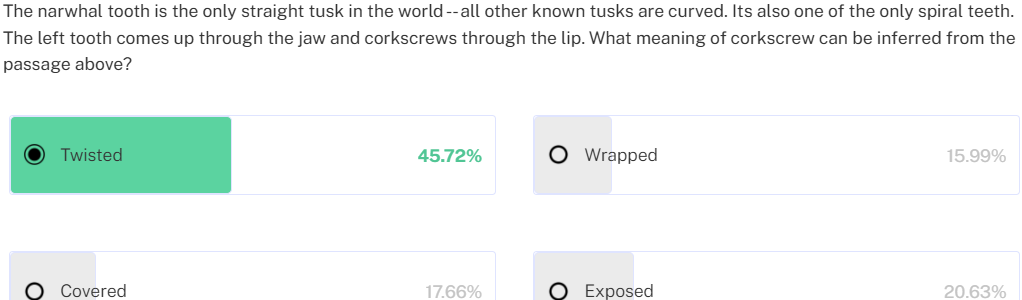 The narwhal tooth is the only straight tusk in the world -- all other known tusks are curved. Its also one of the only spiral teeth.
The left tooth comes up through the jaw and corkscrews through the lip. What meaning of corkscrew can be inferred from the
passage above?
Twisted 45.72%
Wrapped 15.99%
Covered 17.66%
Exposed 20.63%